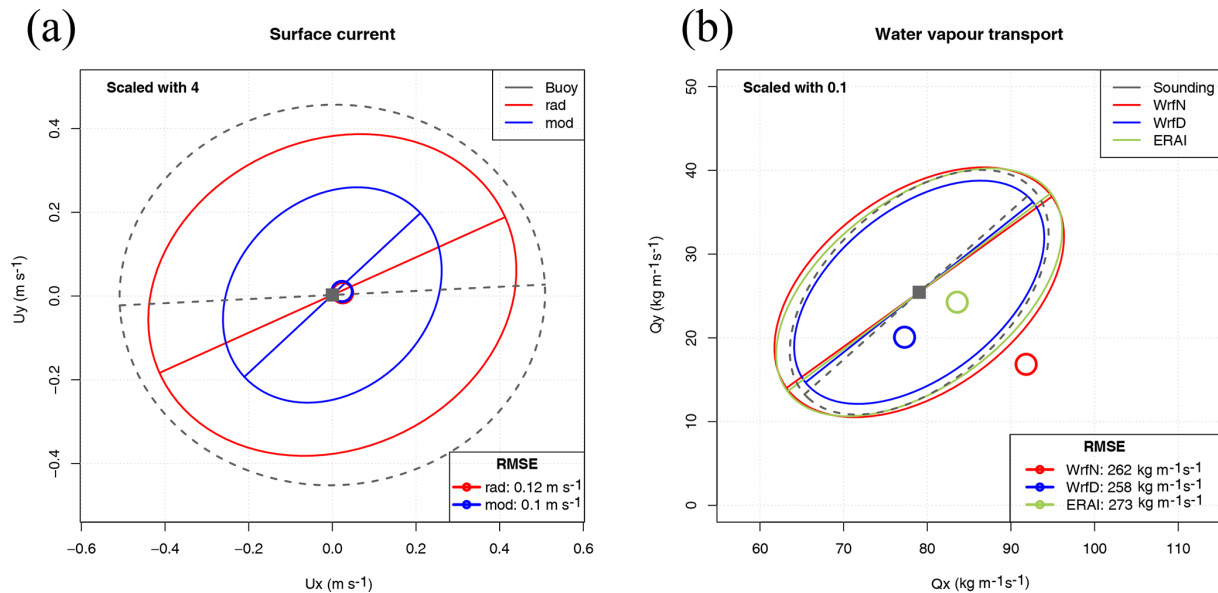 (a)
Surface current
Scaled with 4
Buoy
rad
mod
0.4
0.2
0.0
−0.2
−0.4
Uy (m s-1)
RMSE
rad: 0.12 m s-1
mod: 0.1 m s-1
−0.6 −0.4 −0.2 0.0 0.2 0.4 0.6
Ux (m s-1)
(b)
Water vapour transport
Scaled with 0.1
Sounding
WrfN
WrfD
ERAI
50
40
30
20
10
0
Qy (kg m-1s-1)
RMSE
WrfN: 262 kg m-1s-1
WrfD: 258 kg m-1s-1
ERAI: 273 kg m-1s-1
60 70 80 90 100 110
Qx (kg m-1s-1)